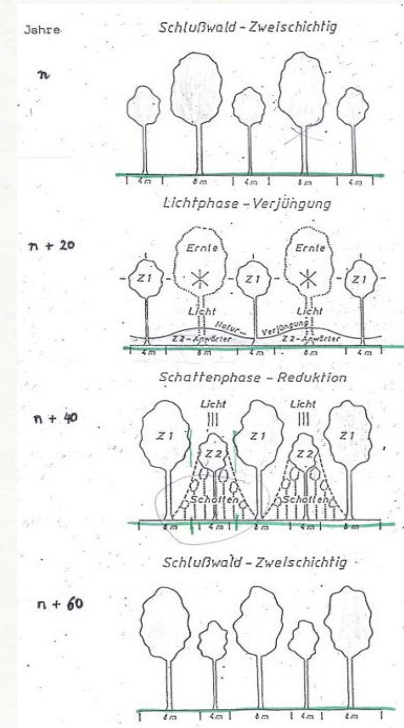 Jahre
Schlußwald - Zweischichtig
n
4m 8m 4m 8m 4m
Lichtphase - Verjüngung
n + 20
Ernte Ernte
Z1 Z1 Z1
Licht Licht
Natur- Verjüngung
Z2-Anwärter Z2-Anwärter
4m 8m 4m 8m 4m
Schattenphase - Reduktion
n + 40
Licht Licht
Z1 Z1 Z1
Z2 Z2
Schatten Schatten
8m 4m 8m 4m 8m
Schlußwald - Zweischichtig
n + 60
8m 4m 8m 4m 8m